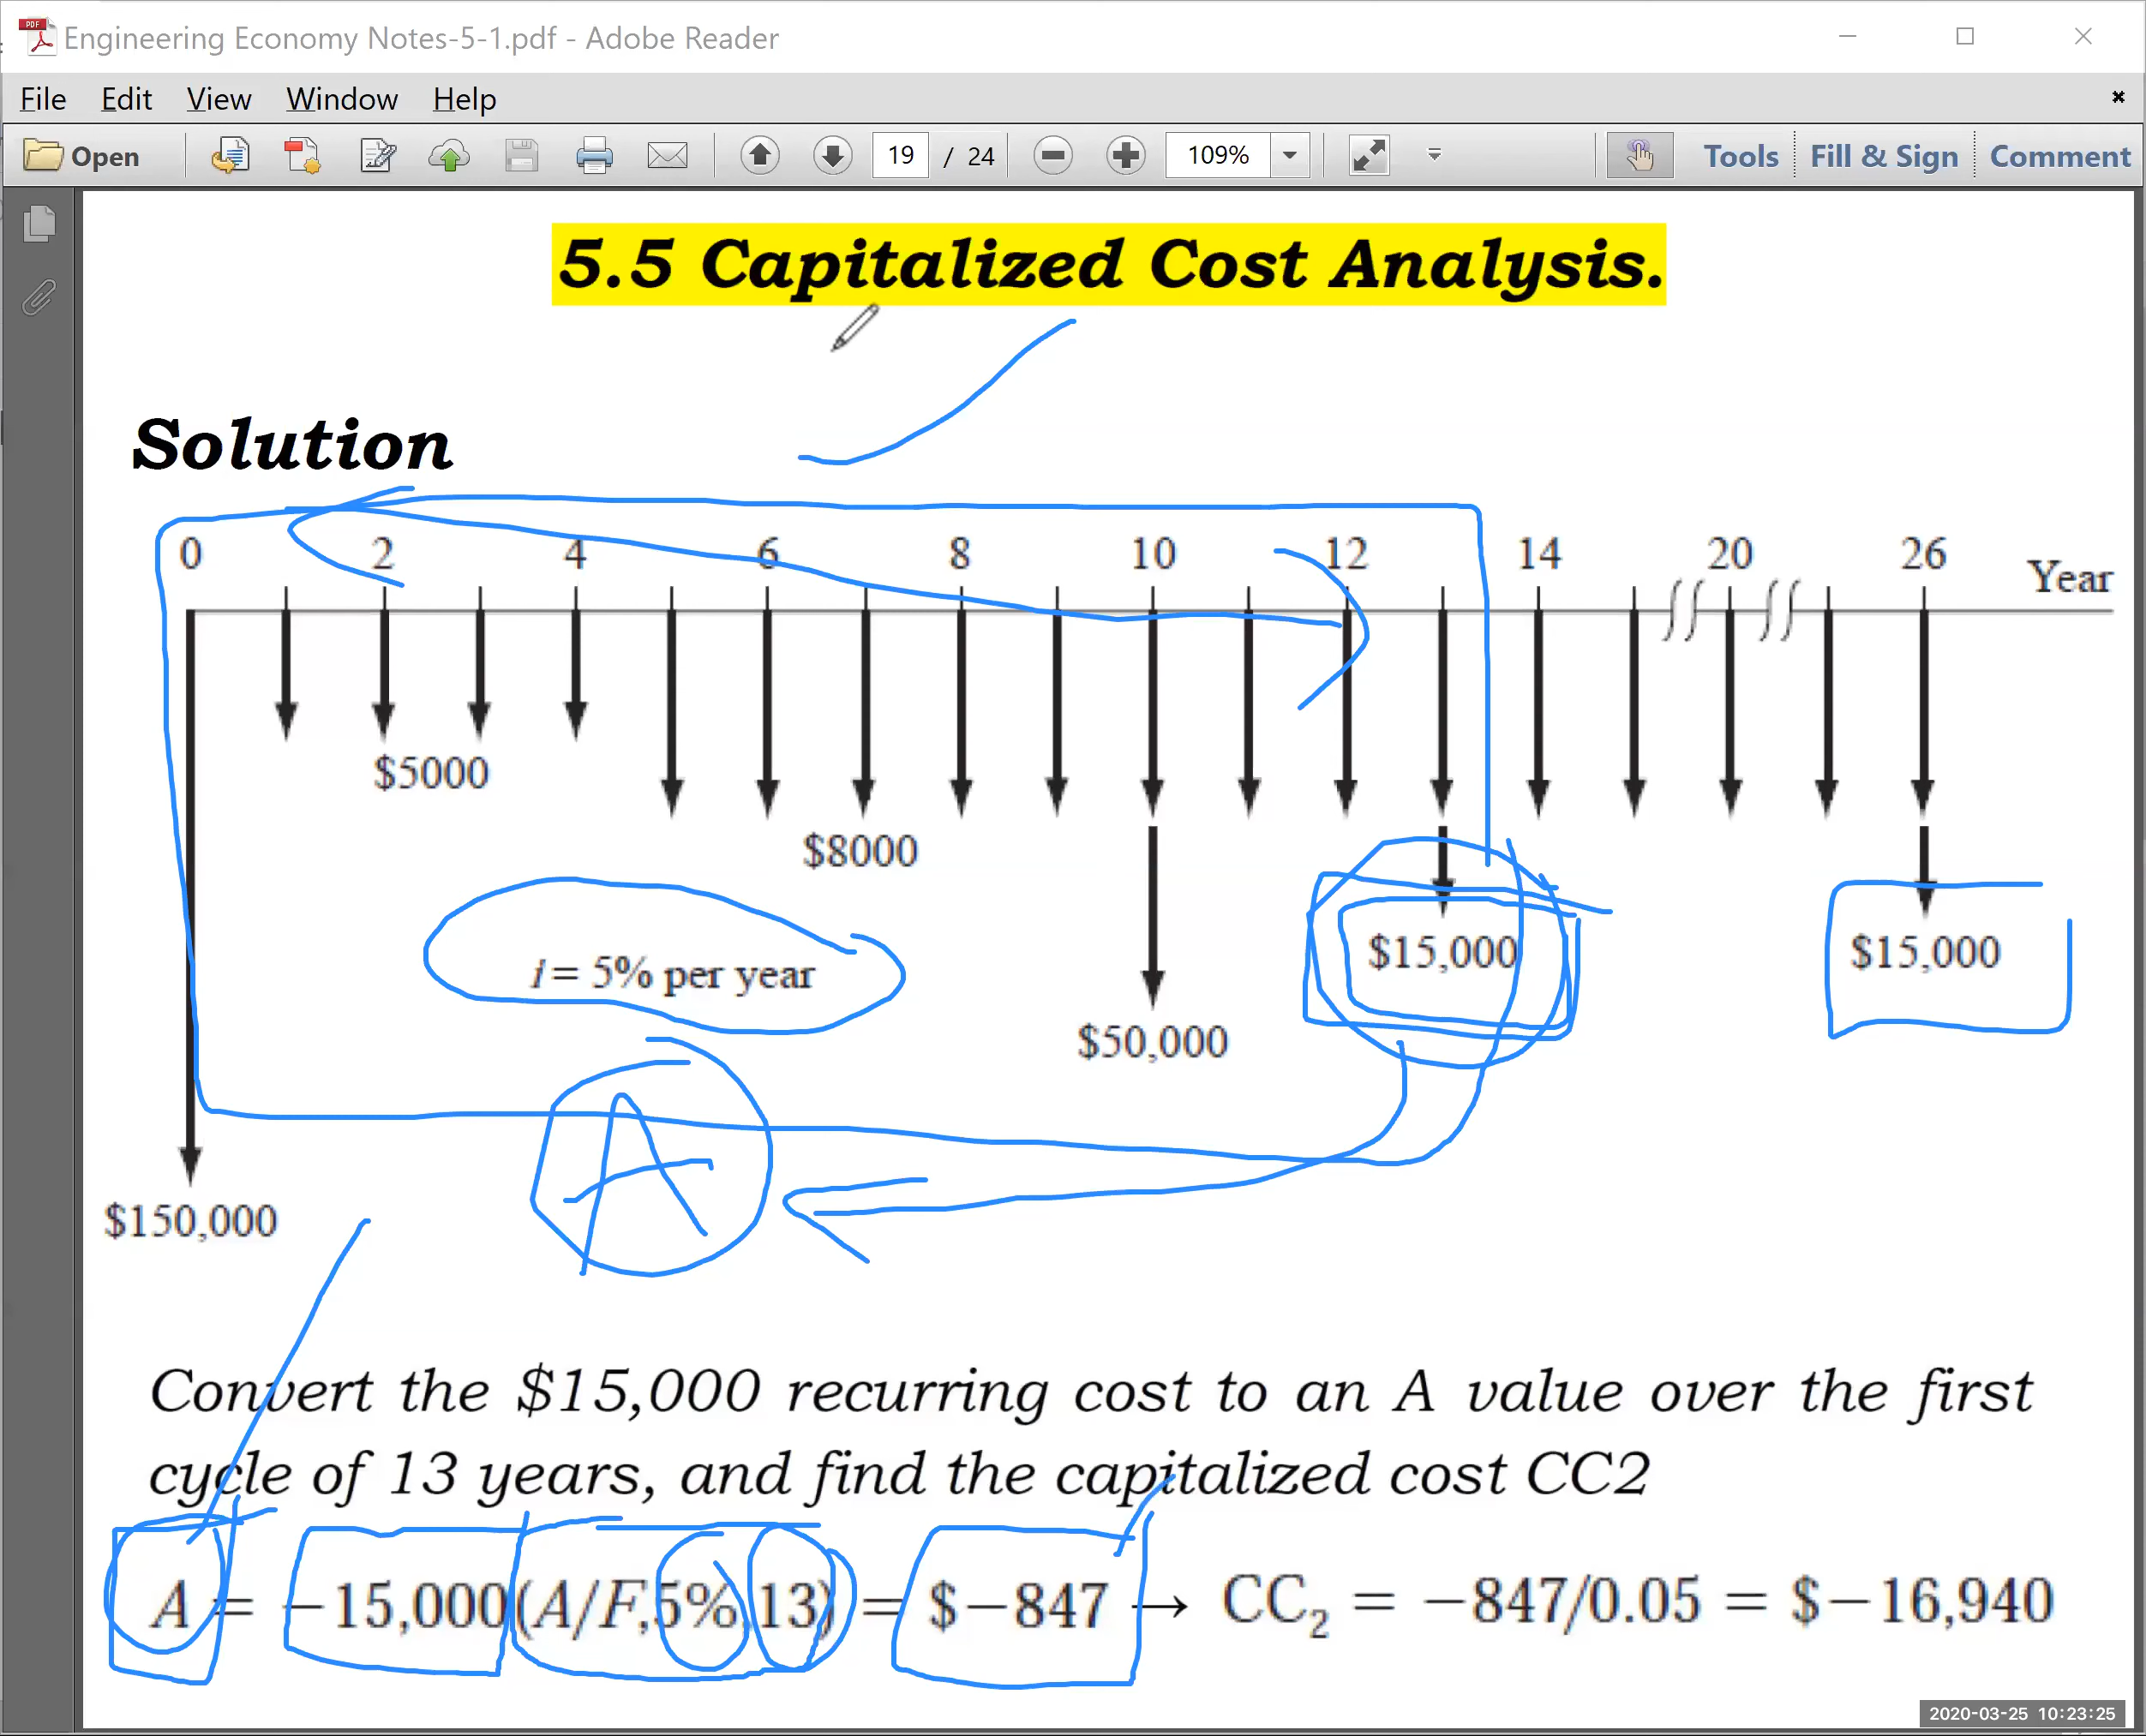 Engineering Economy Notes-5-1.pdf - Adobe Reader
File Edit View Window Help
Open 19 / 24 109% Tools Fill & Sign Comment
5.5 Capitalized Cost Analysis.
Solution
0 2 4 6 8 10 12 14 20 26 Year
$5000
$8000
$15,000 $15,000
i = 5% per year
$50,000
A
$150,000
Convert the $15,000 recurring cost to an A value over the first
cycle of 13 years, and find the capitalized cost CC2
A = −15,000(A/F,5%,13) = $−847 → CC₂ = −847/0.05 = $−16,940
2020-03-25 10:23:25